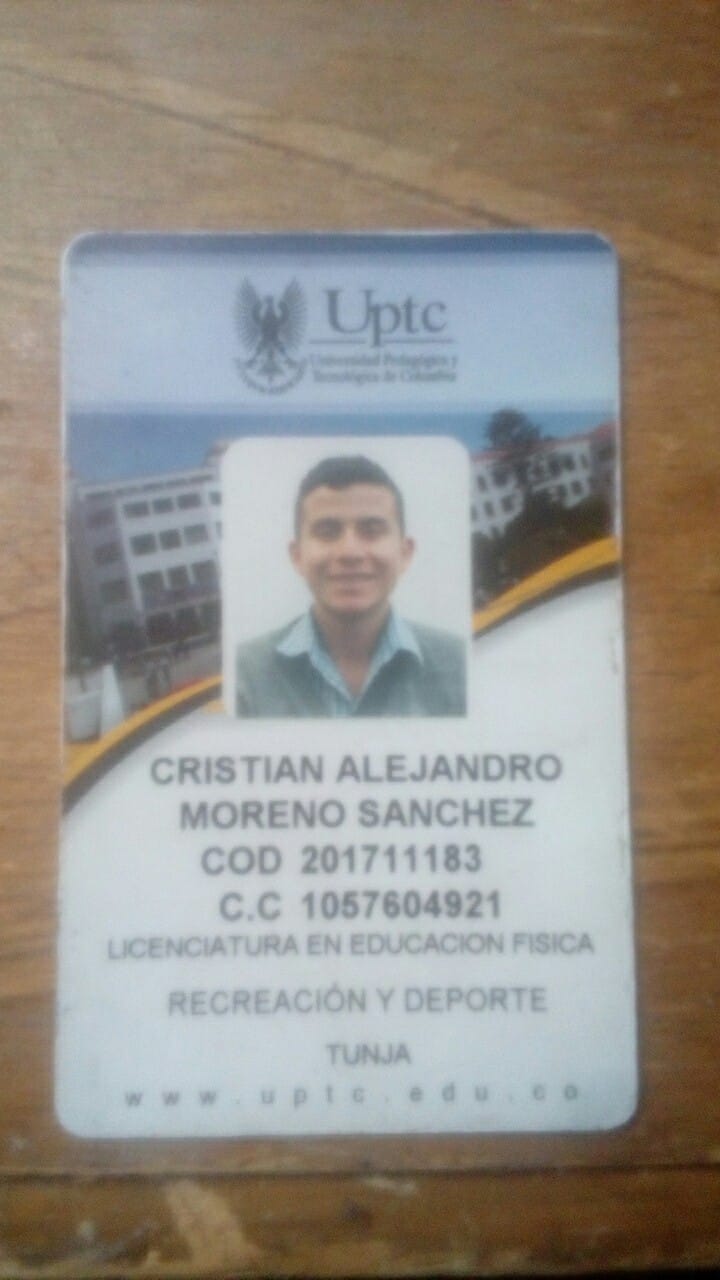 Uptc
Universidad Pedagógica y
Tecnológica de Colombia
CRISTIAN ALEJANDRO
MORENO SANCHEZ
COD 201711183
C.C 1057604921
LICENCIATURA EN EDUCACION FISICA
RECREACIÓN Y DEPORTE
TUNJA
www.uptc.edu.co